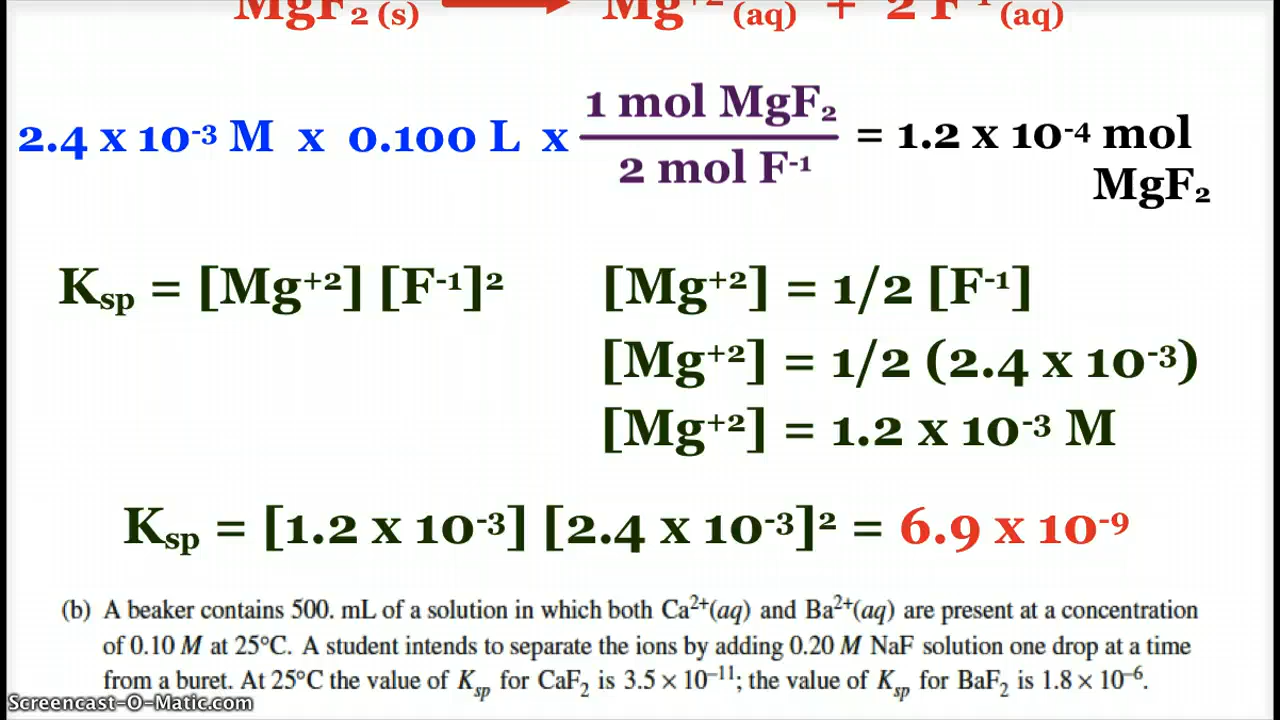 MgF₂ (s) ⟶ Mg⁺² (aq) + 2 F⁻¹ (aq)
2.4 x 10⁻³ M x 0.100 L x 1 mol MgF₂ / 2 mol F⁻¹ = 1.2 x 10⁻⁴ mol
MgF₂
Kₛₚ = [Mg⁺²] [F⁻¹]² [Mg⁺²] = 1/2 [F⁻¹]
[Mg⁺²] = 1/2 (2.4 x 10⁻³)
[Mg⁺²] = 1.2 x 10⁻³ M
Kₛₚ = [1.2 x 10⁻³] [2.4 x 10⁻³]² = 6.9 x 10⁻⁹
(b) A beaker contains 500. mL of a solution in which both Ca²⁺(aq) and Ba²⁺(aq) are present at a concentration
of 0.10 M at 25°C. A student intends to separate the ions by adding 0.20 M NaF solution one drop at a time
from a buret. At 25°C the value of Kₛₚ for CaF₂ is 3.5 × 10⁻¹¹; the value of Kₛₚ for BaF₂ is 1.8 × 10⁻⁶.
Screencast-O-Matic.com